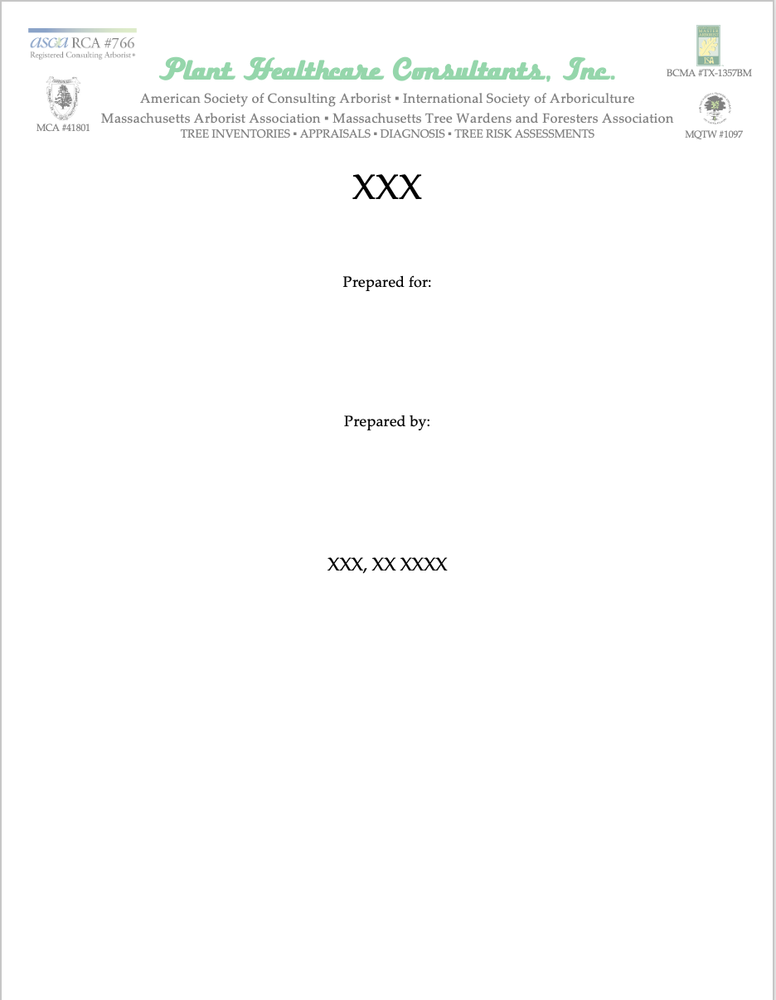 asca RCA #766
Registered Consulting Arborist
MCA #41801
Plant Healthcare Consultants, Inc.
American Society of Consulting Arborist ▪ International Society of Arboriculture
Massachusetts Arborist Association ▪ Massachusetts Tree Wardens and Foresters Association
TREE INVENTORIES ▪ APPRAISALS ▪ DIAGNOSIS ▪ TREE RISK ASSESSMENTS
ISA
BCMA #TX-1357BM
MQTW #1097
XXX
Prepared for:
Prepared by:
XXX, XX XXXX